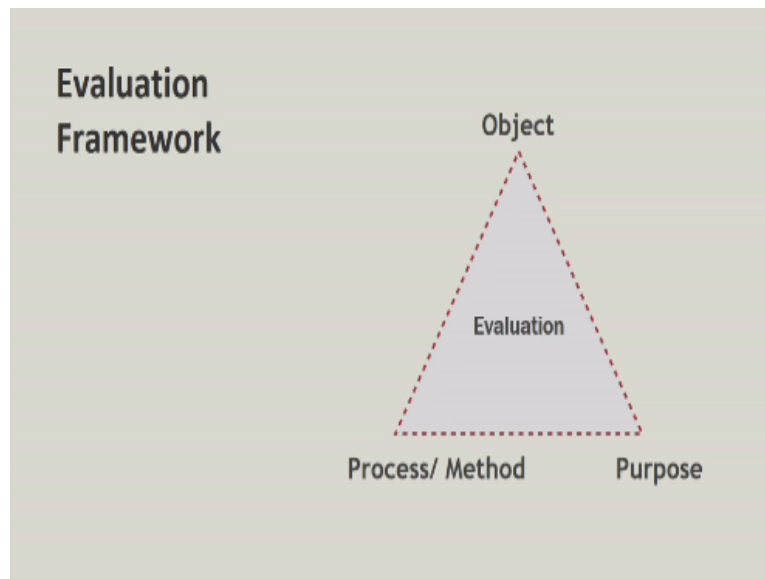 Evaluation
Framework
Object
Evaluation
Process/ Method
Purpose